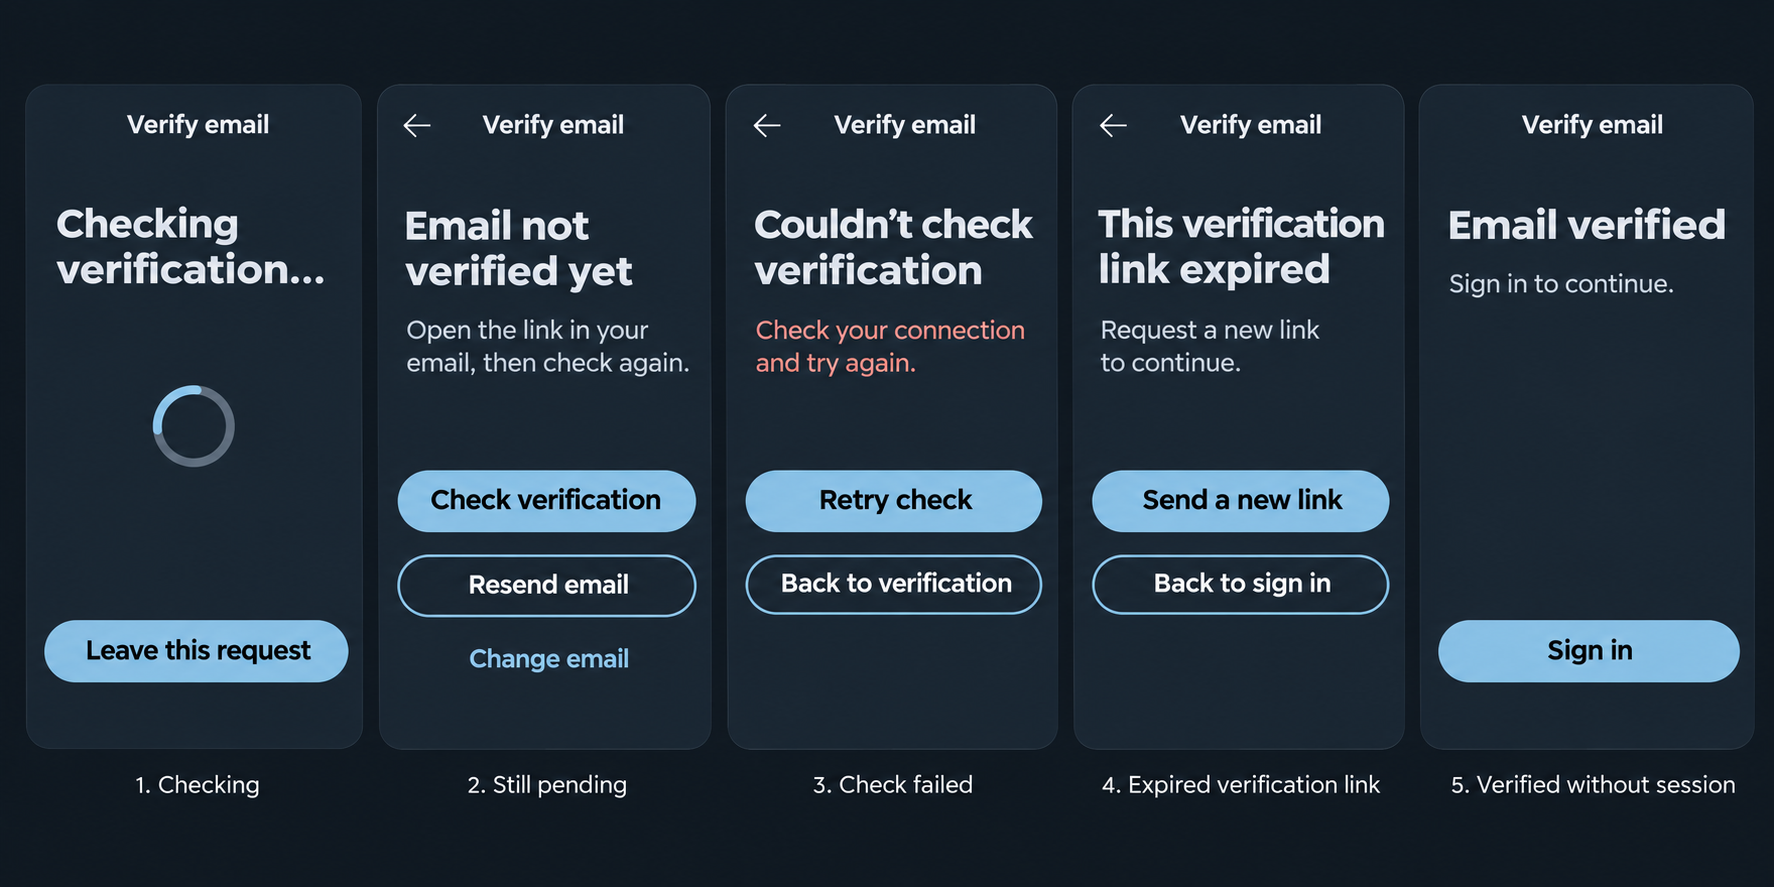 Verify email
Checking
verification...
Leave this request
1. Checking
Verify email
Email not
verified yet
Open the link in your
email, then check again.
Check verification
Resend email
Change email
2. Still pending
Verify email
Couldn’t check
verification
Check your connection
and try again.
Retry check
Back to verification
3. Check failed
Verify email
This verification
link expired
Request a new link
to continue.
Send a new link
Back to sign in
4. Expired verification link
Verify email
Email verified
Sign in to continue.
Sign in
5. Verified without session